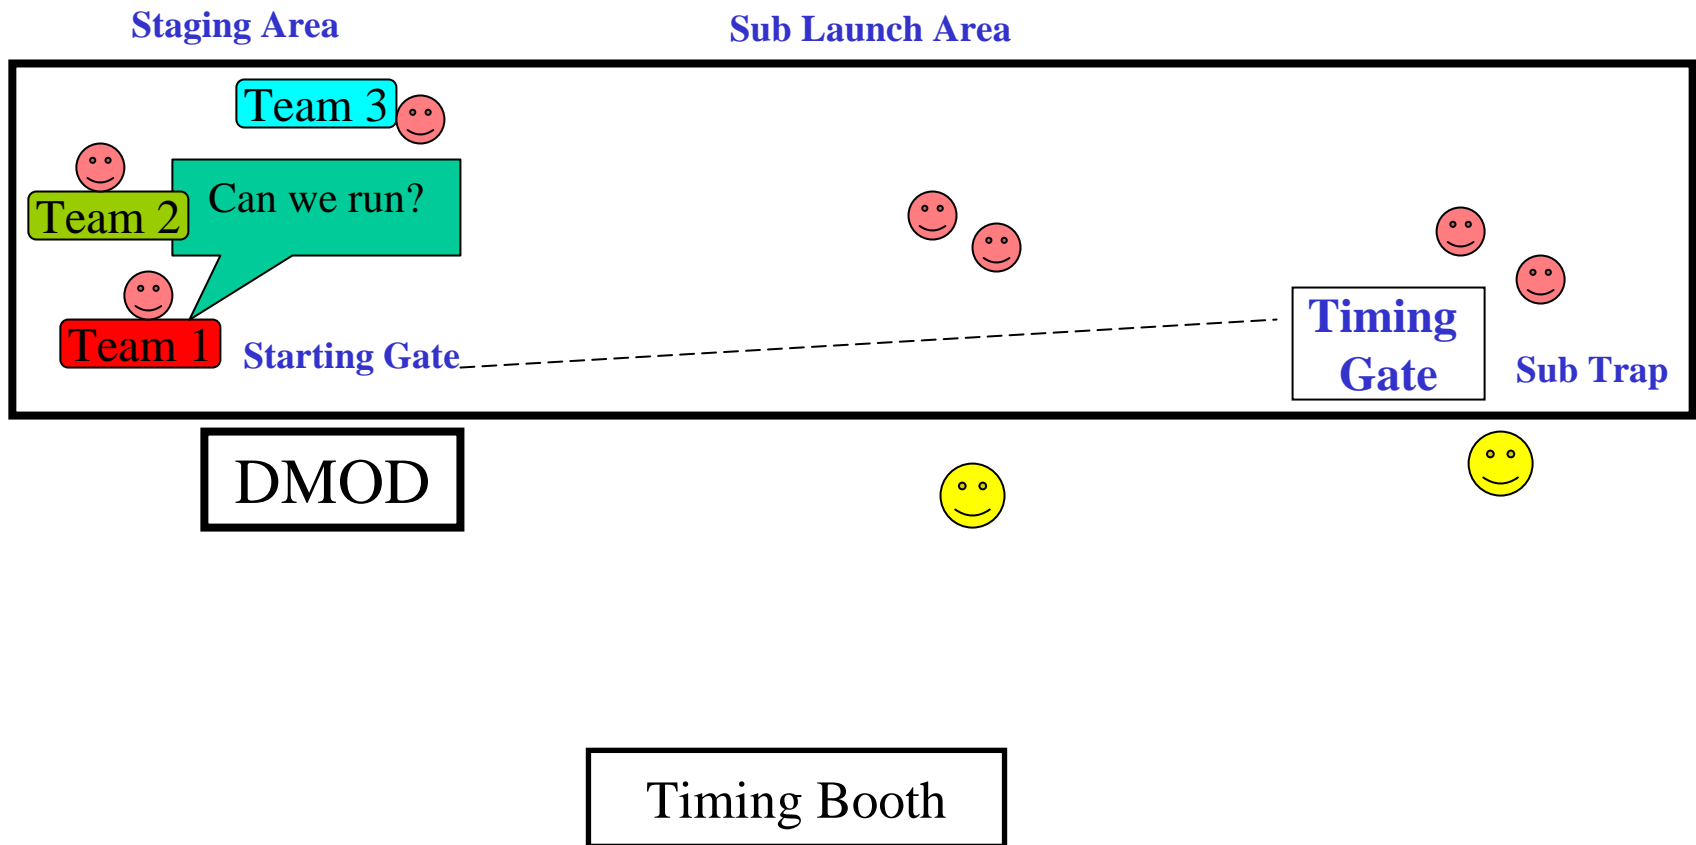 Staging Area
Sub Launch Area
Team 3
Can we run?
Team 2
Team 1
Starting Gate
Timing
Gate
Sub Trap
DMOD
Timing Booth